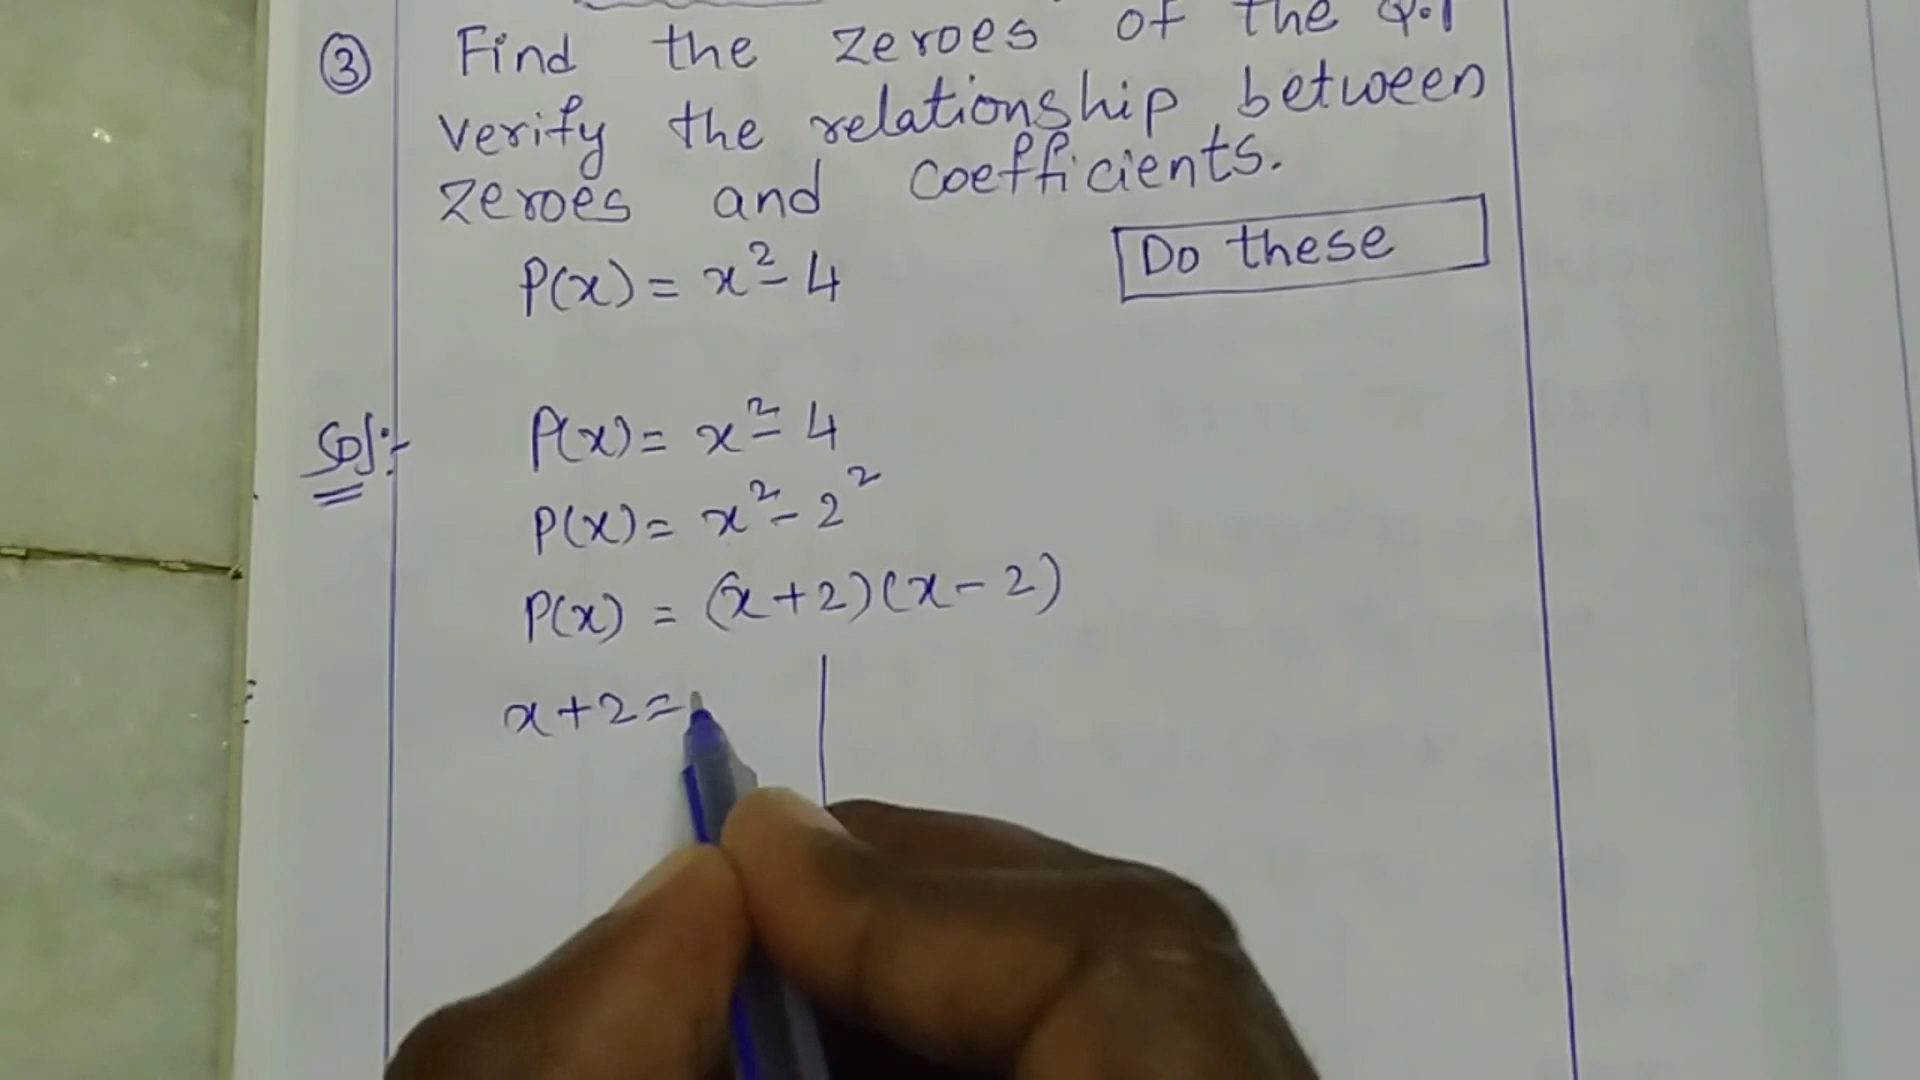 ③ Find the zeroes of the Q.P
verify the relationship between
zeroes and coefficients.
Do these
P(x) = x² - 4
Sol:- P(x) = x² - 4
P(x) = x² - 2²
P(x) = (x+2)(x-2)
x+2=